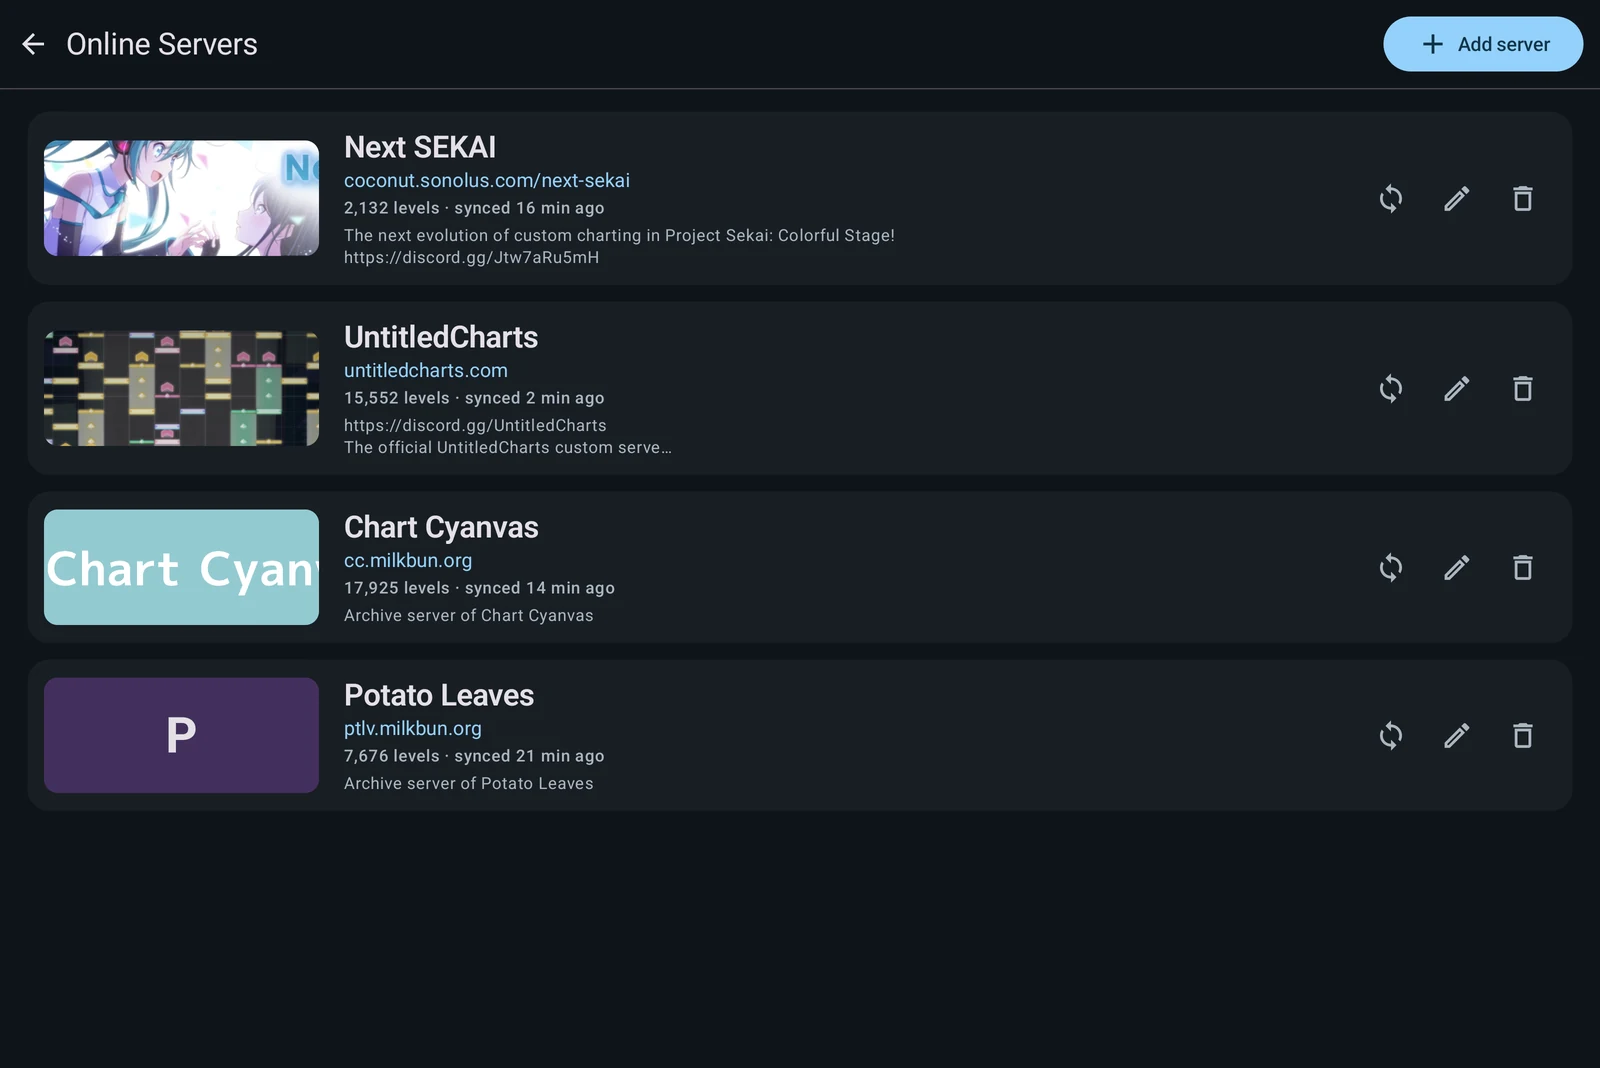 Online Servers
Add server
Next SEKAI
coconut.sonolus.com/next-sekai
2,132 levels · synced 16 min ago
The next evolution of custom charting in Project Sekai: Colorful Stage!
https://discord.gg/Jtw7aRu5mH
UntitledCharts
untitledcharts.com
15,552 levels · synced 2 min ago
https://discord.gg/UntitledCharts
The official UntitledCharts custom serve…
Chart Cyan
Chart Cyanvas
cc.milkbun.org
17,925 levels · synced 14 min ago
Archive server of Chart Cyanvas
P
Potato Leaves
ptlv.milkbun.org
7,676 levels · synced 21 min ago
Archive server of Potato Leaves